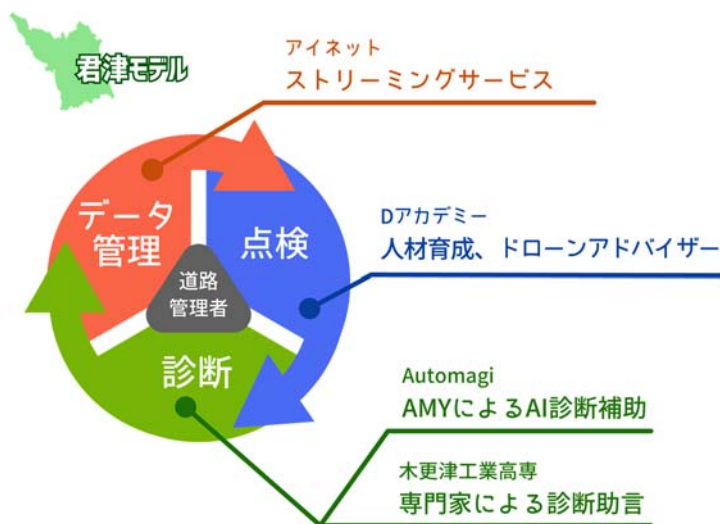 君津モデル
アイネット
ストリーミングサービス
データ
管理
点検
Dアカデミー
人材育成、ドローンアドバイザー
道路
管理者
診断
Automagi
AMYによるAI診断補助
木更津工業高専
専門家による診断助言